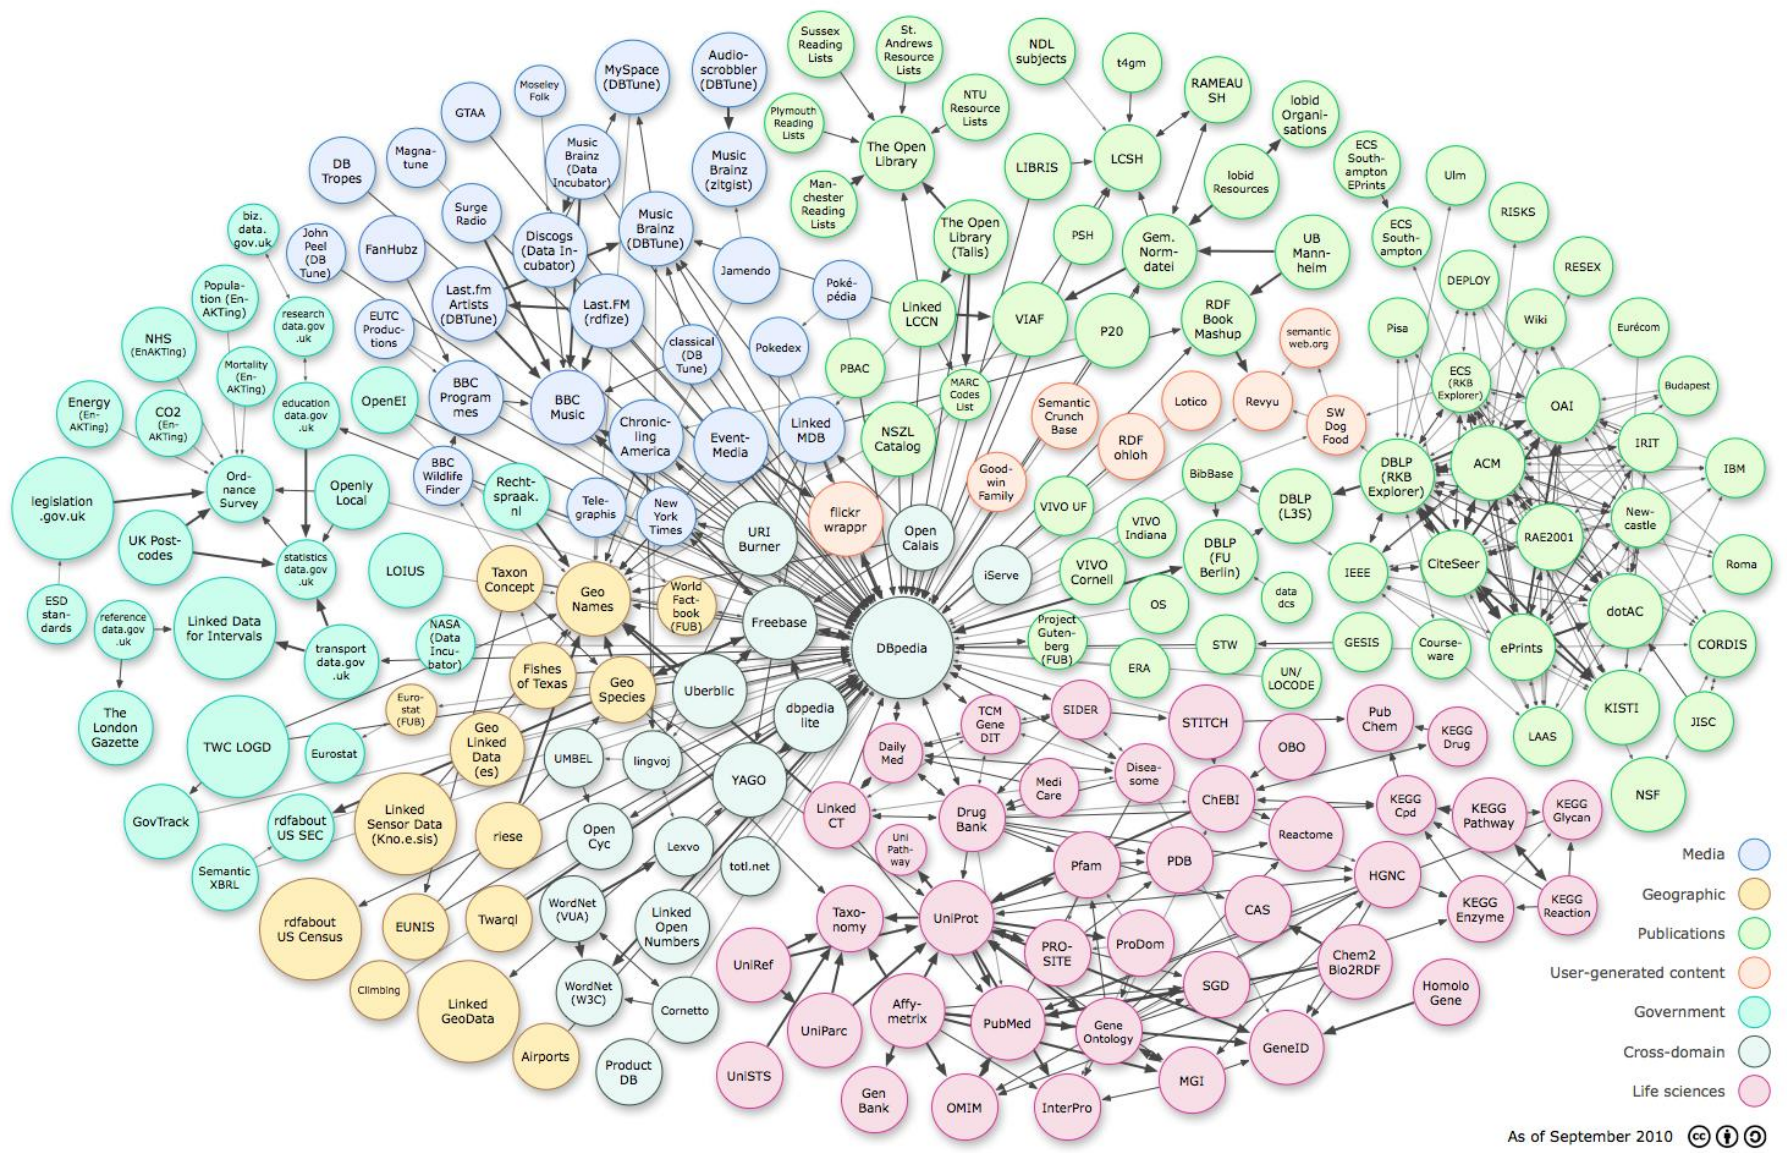 Sussex
Reading
Lists
St.
Andrews
Resource
Lists
NDL
subjects
t4gm
RAMEAU
SH
lobid
Organi-
sations
Audio-
scrobbler
(DBTune)
MySpace
(DBTune)
Moseley
Folk
GTAA
Plymouth
Reading
Lists
NTU
Resource
Lists
The Open
Library
LCSH
LIBRIS
lobid
Resources
ECS
South-
ampton
EPrints
Ulm
Magna-
tune
DB
Tropes
Music
Brainz
(Data
Incubator)
Music
Brainz
(zitgist)
Man-
chester
Reading
Lists
RISKS
Surge
Radio
biz.
data.
gov.uk
John
Peel
(DB
Tune)
FanHubz
Discogs
(Data In-
cubator)
Music
Brainz
(DBTune)
The Open
Library
(Talis)
PSH
Gem.
Norm-
datei
UB
Mann-
heim
ECS
South-
ampton
RESEX
DEPLOY
Jamendo
Poké-
pédia
Popula-
tion (En-
AKTing)
research
data.gov
.uk
EUTC
Produc-
tions
Last.fm
Artists
(DBTune)
Last.FM
(rdfize)
Linked
LCCN
VIAF
P20
RDF
Book
Mashup
semantic
web.org
Pisa
Wiki
Eurécom
NHS
(EnAKTing)
Mortality
(En-
AKTing)
classical
(DB
Tune)
Pokedex
PBAC
MARC
Codes
List
ECS
(RKB
Explorer)
Budapest
Energy
(En-
AKTing)
CO2
(En-
AKTing)
education
data.gov
.uk
OpenEI
BBC
Program
mes
BBC
Music
Chronic-
ling
America
Event-
Media
Linked
MDB
NSZL
Catalog
Semantic
Crunch
Base
RDF
ohloh
Lotico
Revyu
SW
Dog
Food
OAI
IRIT
IBM
legislation
.gov.uk
Ord-
nance
Survey
Openly
Local
BBC
Wildlife
Finder
Recht-
spraak.
nl
Tele-
graphis
New
York
Times
URI
Burner
flickr
wrappr
Open
Calais
Good-
win
Family
VIVO UF
VIVO
Indiana
BibBase
DBLP
(L3S)
DBLP
(RKB
Explorer)
ACM
New-
castle
UK Post-
codes
statistics
data.gov
.uk
LOIUS
Taxon
Concept
Geo
Names
World
Fact-
book
(FUB)
iServe
VIVO
Cornell
DBLP
(FU
Berlin)
data
dcs
IEEE
CiteSeer
RAE2001
Roma
ESD
stan-
dards
reference
data.gov
.uk
Linked Data
for Intervals
NASA
(Data
Incu-
bator)
Freebase
DBpedia
Project
Guten-
berg
(FUB)
OS
STW
GESIS
Course-
ware
ePrints
dotAC
CORDIS
transport
data.gov
.uk
Fishes
of Texas
Geo
Species
Uberblic
ERA
UN/
LOCODE
The
London
Gazette
TWC LOGD
Euro-
stat
(FUB)
Eurostat
Geo
Linked
Data
(es)
UMBEL
lingvoj
dbpedia
lite
YAGO
Daily
Med
TCM
Gene
DIT
SIDER
STITCH
OBO
Pub
Chem
KEGG
Drug
LAAS
KISTI
JISC
Disea-
some
Medi
Care
GovTrack
rdfabout
US SEC
Linked
Sensor Data
(Kno.e.sis)
riese
Open
Cyc
Lexvo
totl.net
Linked
CT
Uni
Path-
way
Drug
Bank
ChEBI
KEGG
Cpd
KEGG
Pathway
KEGG
Glycan
NSF
Semantic
XBRL
Pfam
PDB
Reactome
HGNC
rdfabout
US Census
EUNIS
Twarql
WordNet
(VUA)
Linked
Open
Numbers
Taxo-
nomy
UniProt
PRO-
SITE
ProDom
CAS
KEGG
Enzyme
KEGG
Reaction
Climbing
Linked
GeoData
WordNet
(W3C)
Cornetto
UniRef
UniParc
Affy-
metrix
PubMed
Gene
Ontology
SGD
Chem2
Bio2RDF
Homolo
Gene
GeneID
Airports
Product
DB
UniSTS
Gen
Bank
OMIM
InterPro
MGI
Media
Geographic
Publications
User-generated content
Government
Cross-domain
Life sciences
As of September 2010
cc